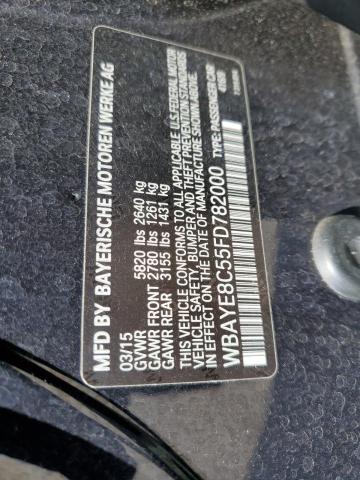 MFD BY BAYERISCHE MOTOREN WERKE AG
03/15
GVWR 5820 lbs 2640 kg
GAWR FRONT 2780 lbs 1261 kg
GAWR REAR 3155 lbs 1431 kg
THIS VEHICLE CONFORMS TO ALL APPLICABLE U.S. FEDERAL MOTOR
VEHICLE SAFETY, BUMPER AND THEFT PREVENTION STANDARDS
IN EFFECT ON THE DATE OF MANUFACTURE SHOWN ABOVE.
WBAYE8C55FD782000 TYPE: PASSENGER CAR